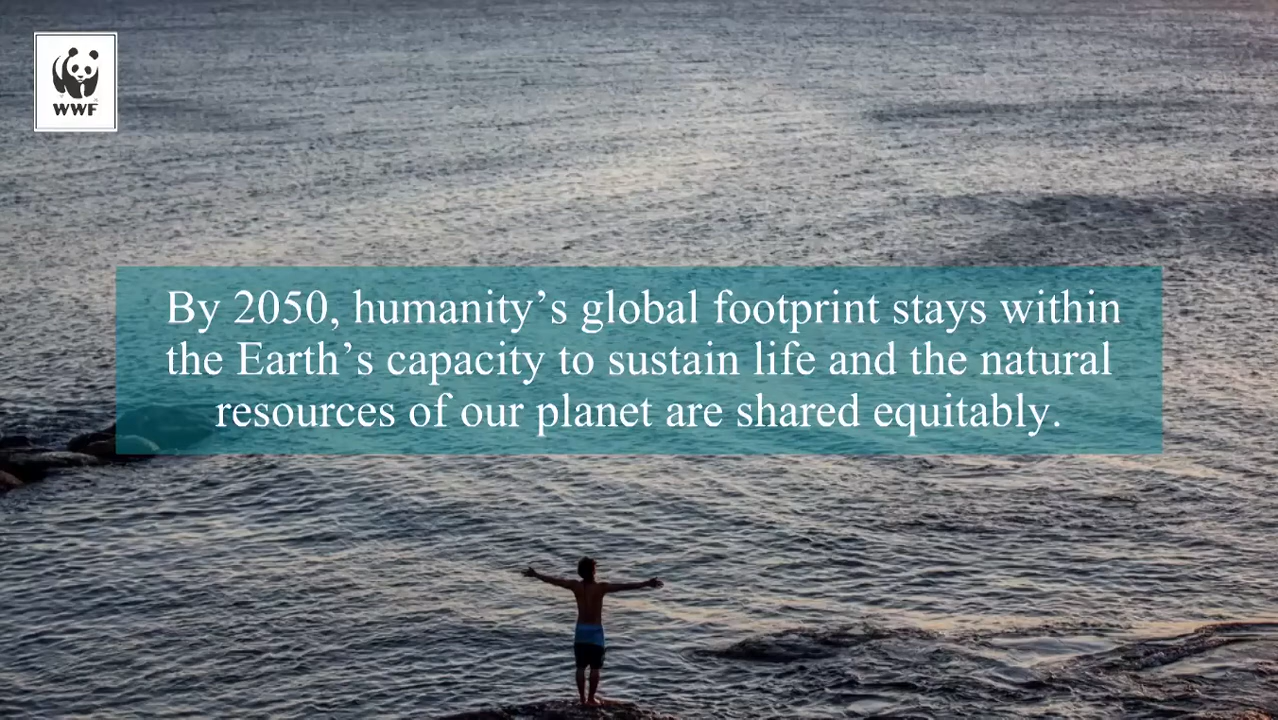 WWF
By 2050, humanity’s global footprint stays within
the Earth’s capacity to sustain life and the natural
resources of our planet are shared equitably.